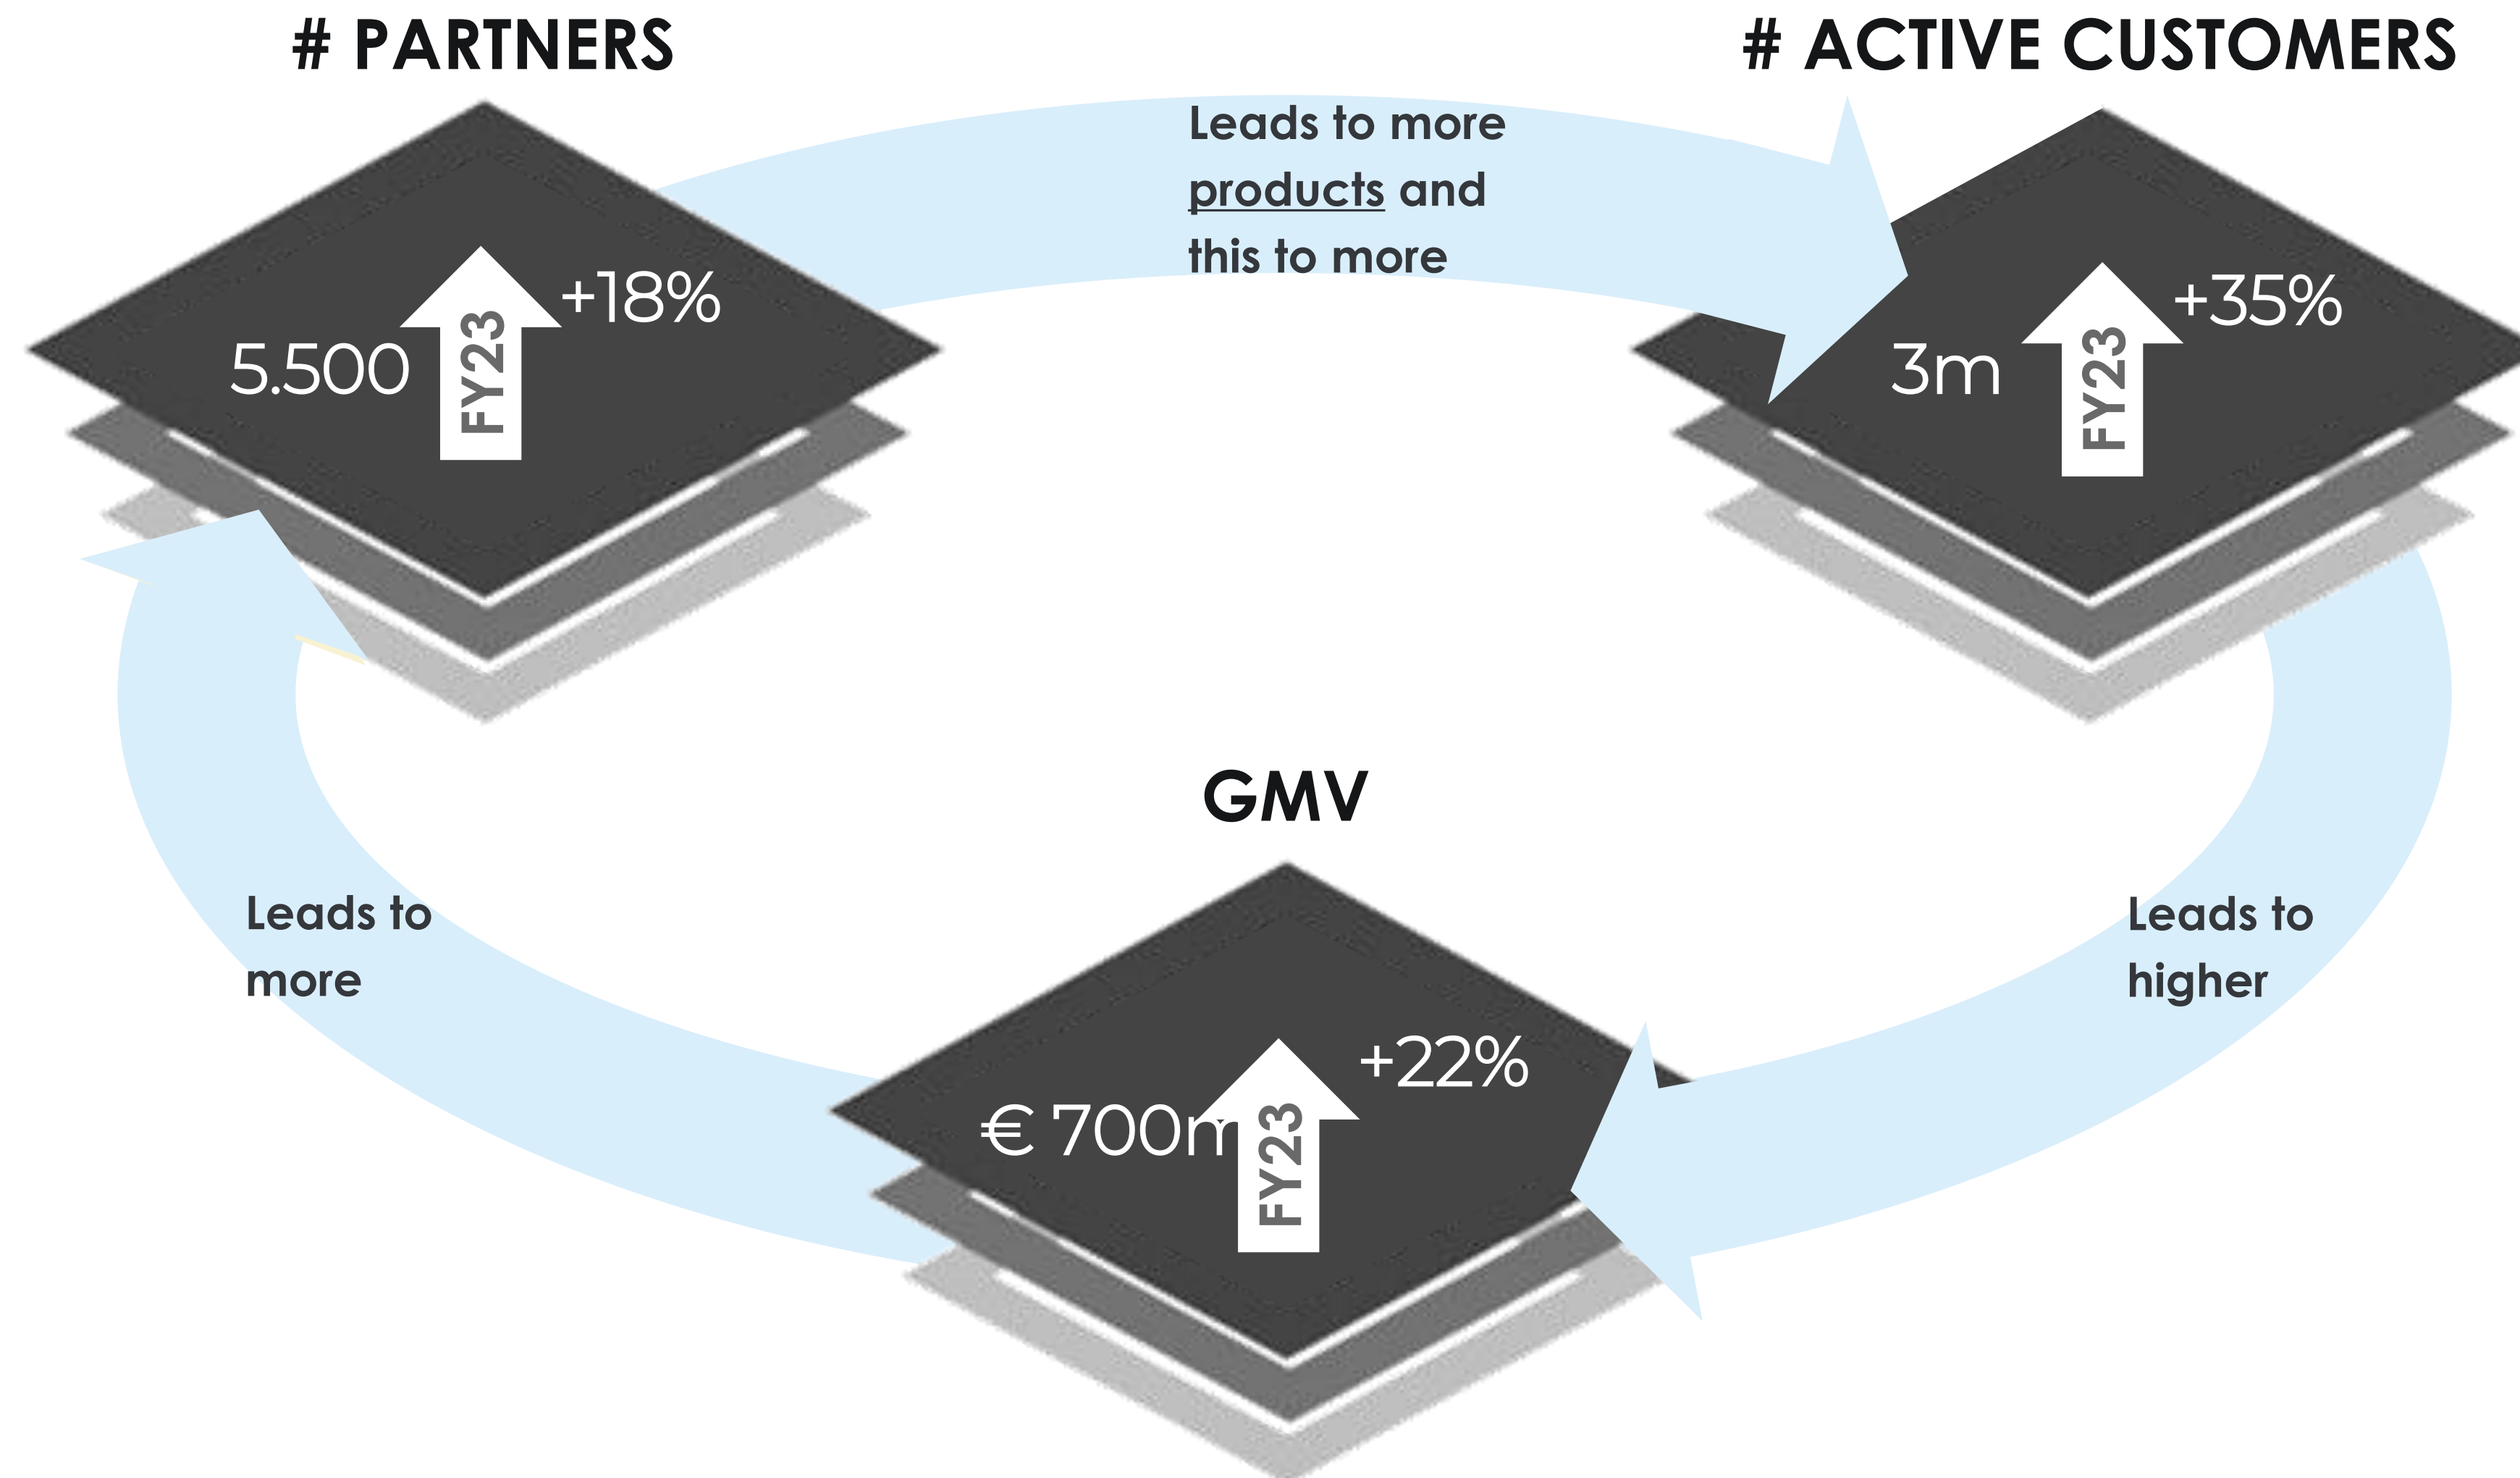 # PARTNERS
# ACTIVE CUSTOMERS
Leads to more
products and
this to more
+18%
5.500
FY23
+35%
3m
FY23
GMV
Leads to
more
Leads to
higher
+22%
€ 700m
FY23